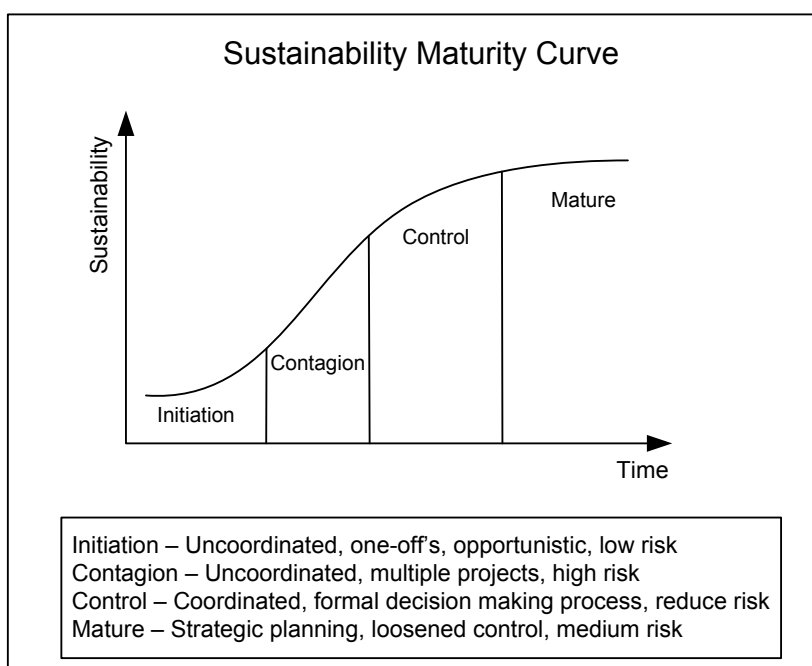 Sustainability Maturity Curve
Sustainability
Mature
Control
Contagion
Initiation
Time
Initiation – Uncoordinated, one-off's, opportunistic, low risk
Contagion – Uncoordinated, multiple projects, high risk
Control – Coordinated, formal decision making process, reduce risk
Mature – Strategic planning, loosened control, medium risk